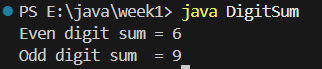 PS E:\java\week1> java DigitSum
Even digit sum = 6
Odd digit sum  = 9